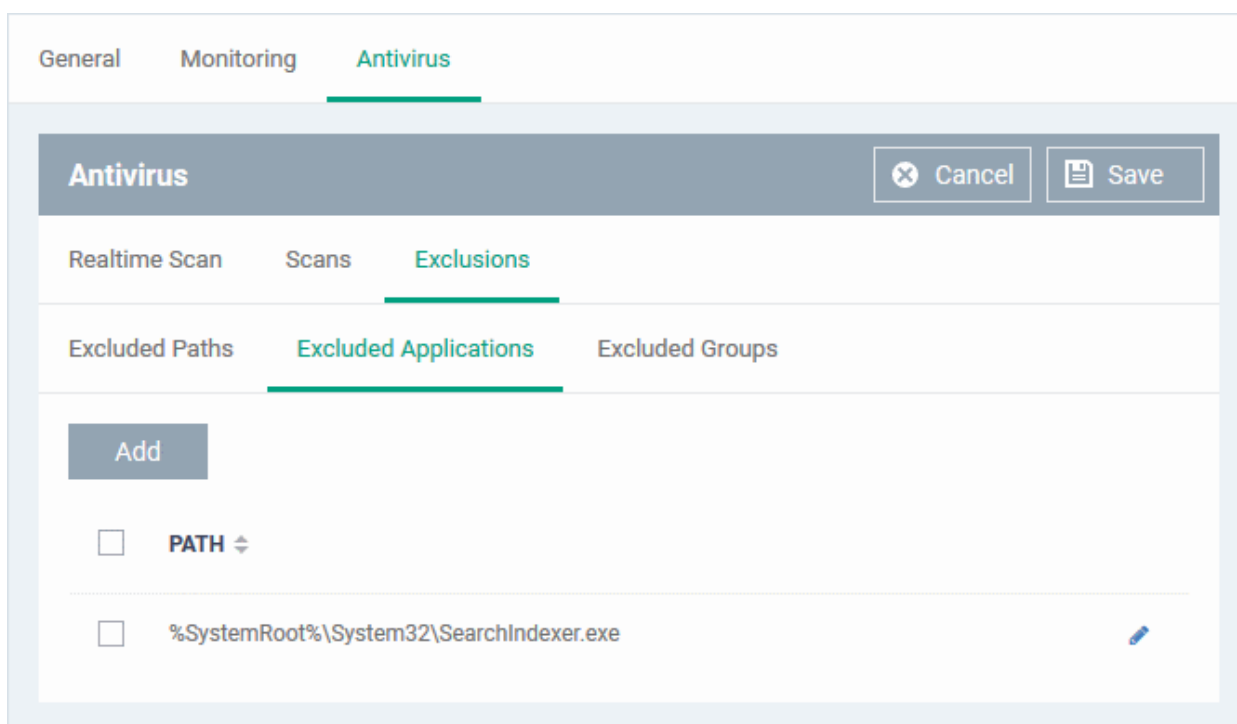 General Monitoring Antivirus
Antivirus Cancel Save
Realtime Scan Scans Exclusions
Excluded Paths Excluded Applications Excluded Groups
Add
PATH
%SystemRoot%\System32\SearchIndexer.exe